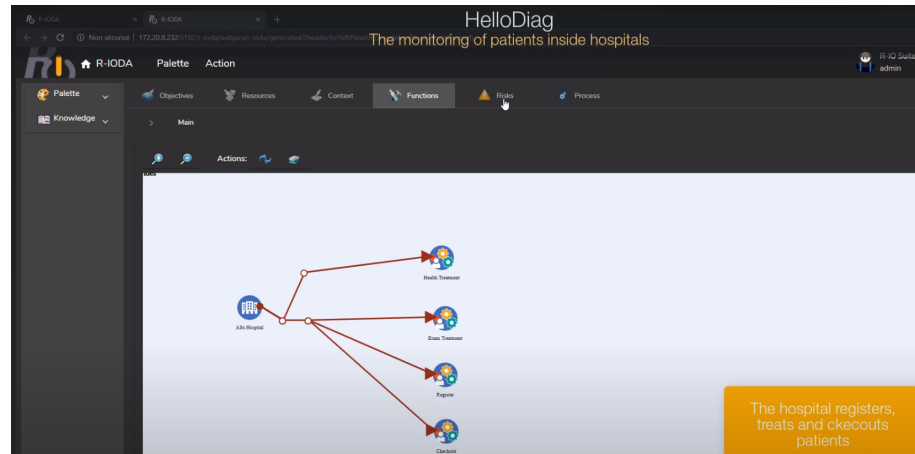 R-IODA
R-IODA
HelloDiag
Non sécurisé
The monitoring of patients inside hospitals
R-IODA Palette Action
R-IO Suite
admin
Palette
Objectives Resources Context Functions Risks Process
Knowledge
Main
Actions:
Health Treatment
Albi Hospital
Exam Treatment
Register
Checkout
The hospital registers,
treats and ckecouts
patients